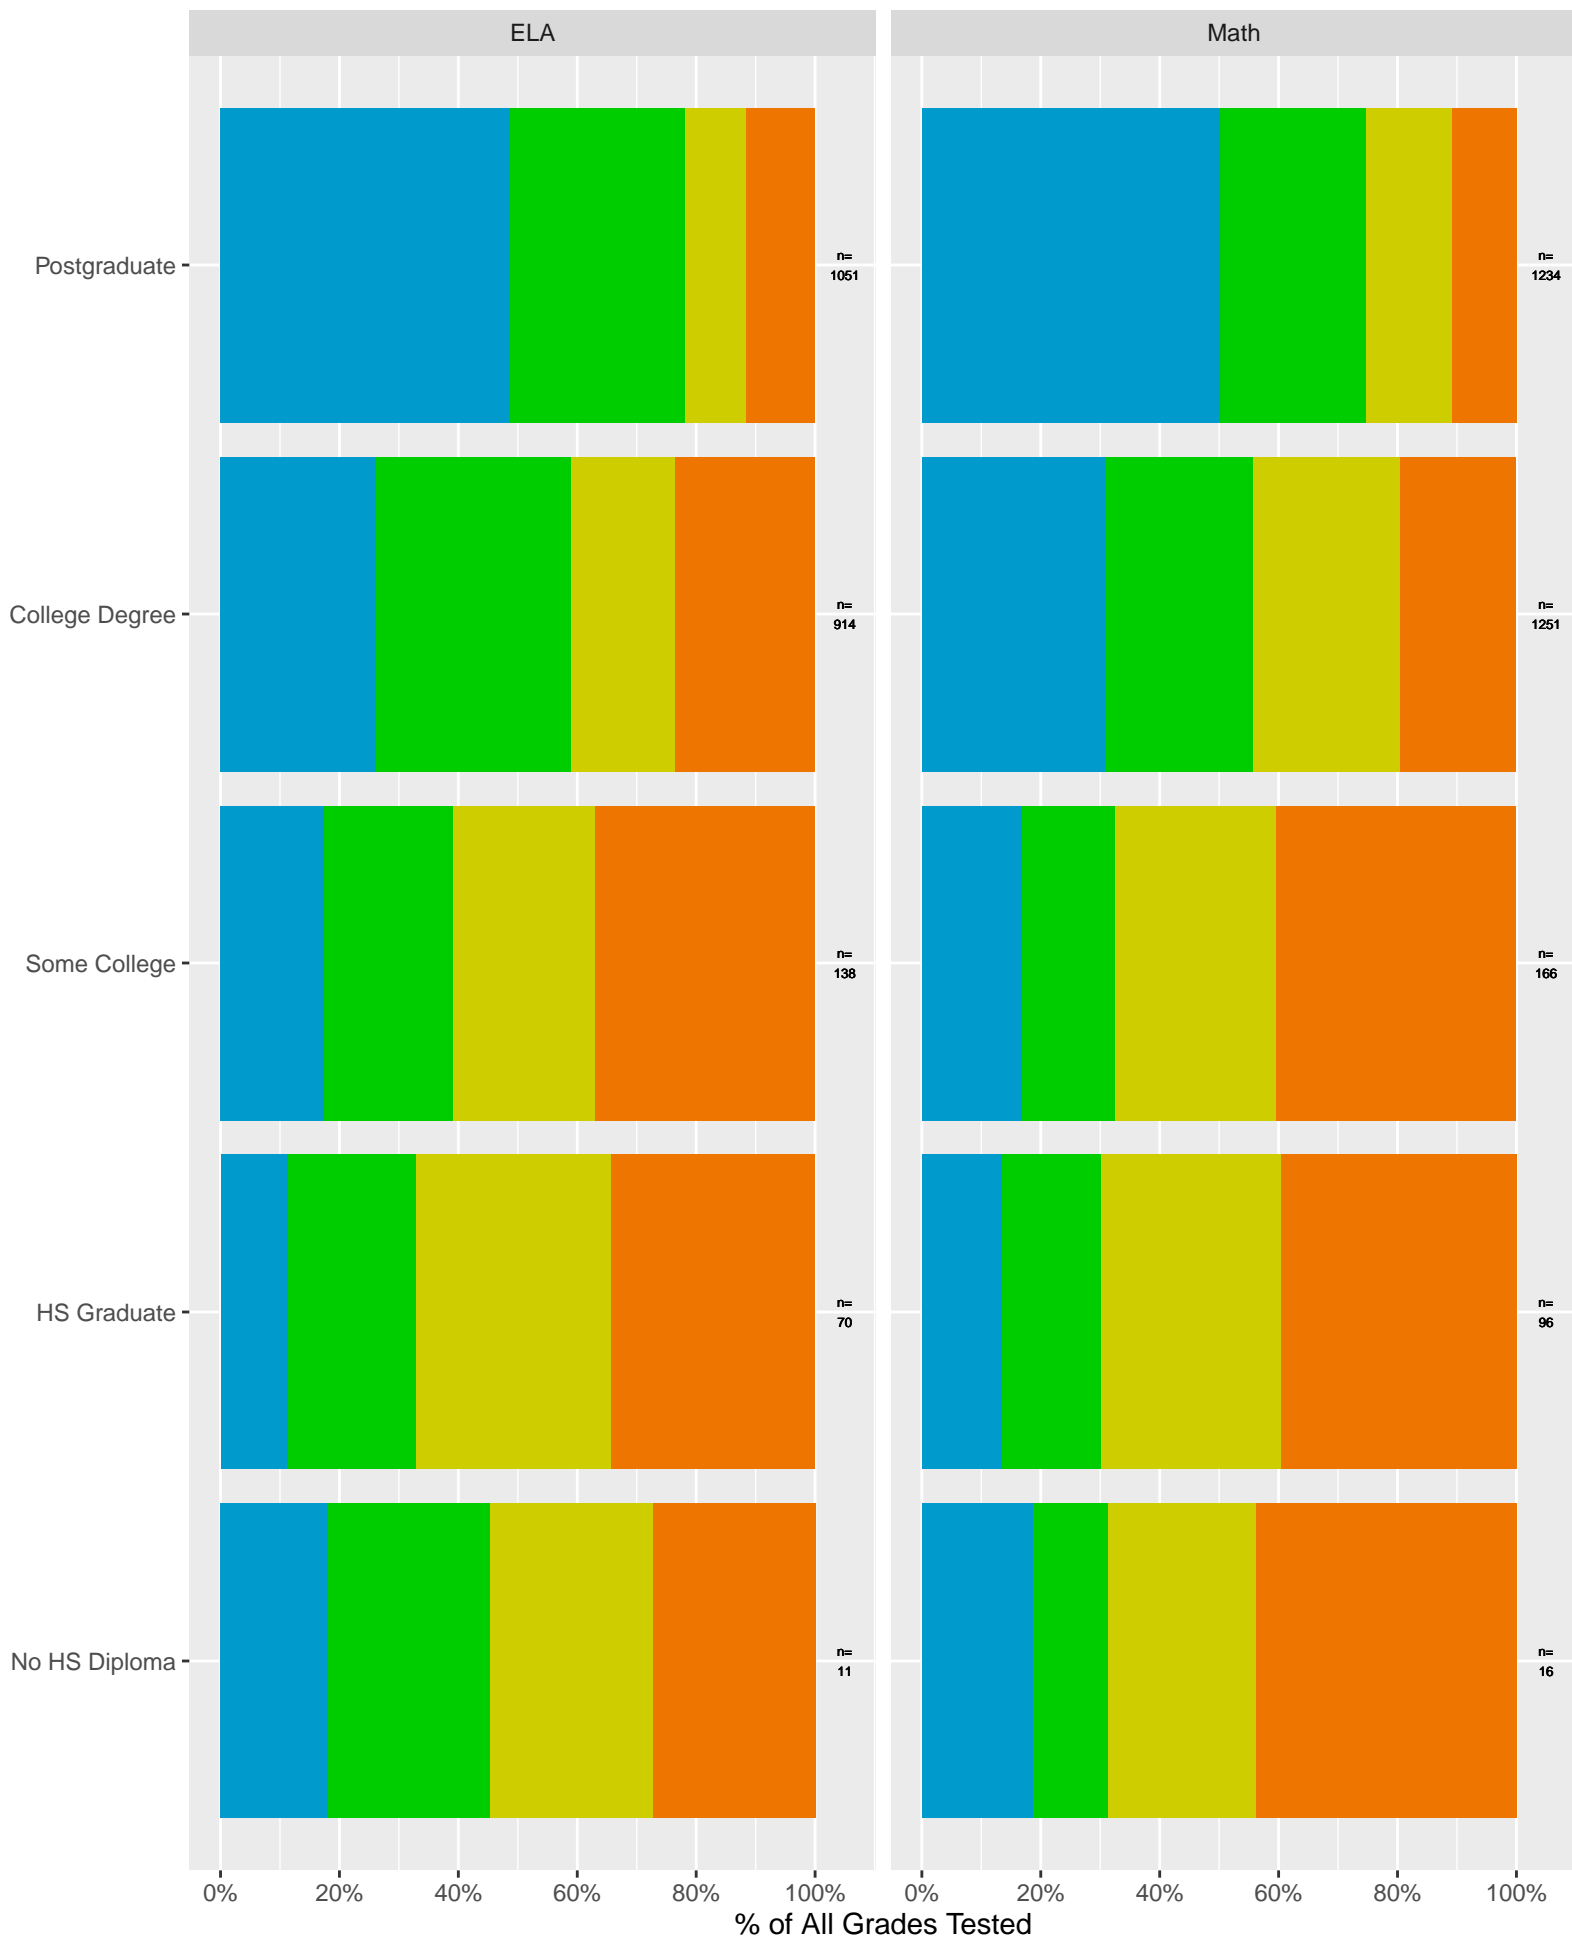 ELA
Math
Postgraduate
n=
1051
n=
1234
College Degree
n=
914
n=
1251
Some College
n=
138
n=
166
HS Graduate
n=
70
n=
96
No HS Diploma
n=
11
n=
16
0% 20% 40% 60% 80% 100%
0% 20% 40% 60% 80% 100%
% of All Grades Tested